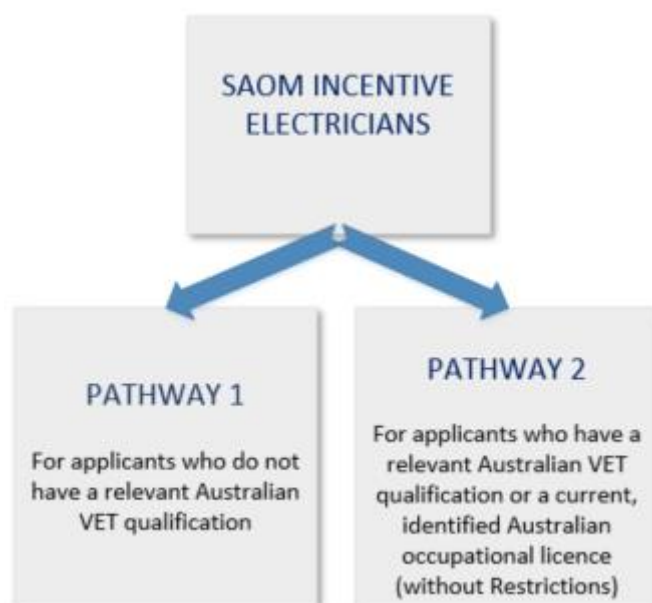 SAOM INCENTIVE
ELECTRICIANS
PATHWAY 1
For applicants who do not
have a relevant Australian
VET qualification
PATHWAY 2
For applicants who have a
relevant Australian VET
qualification or a current,
identified Australian
occupational licence
(without Restrictions)